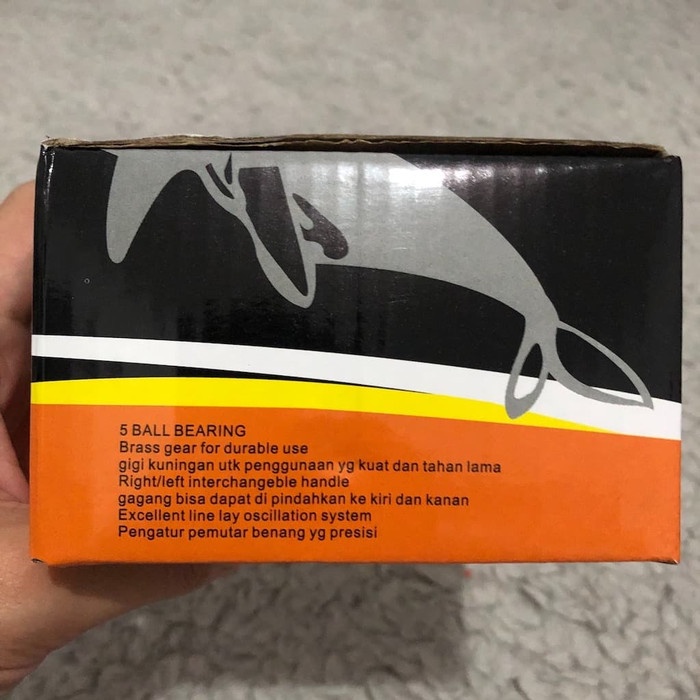 5 BALL BEARING
Brass gear for durable use
gigi kuningan utk penggunaan yg kuat dan tahan lama
Right/left interchangeble handle
gagang bisa dapat di pindahkan ke kiri dan kanan
Excellent line lay oscillation system
Pengatur pemutar benang yg presisi